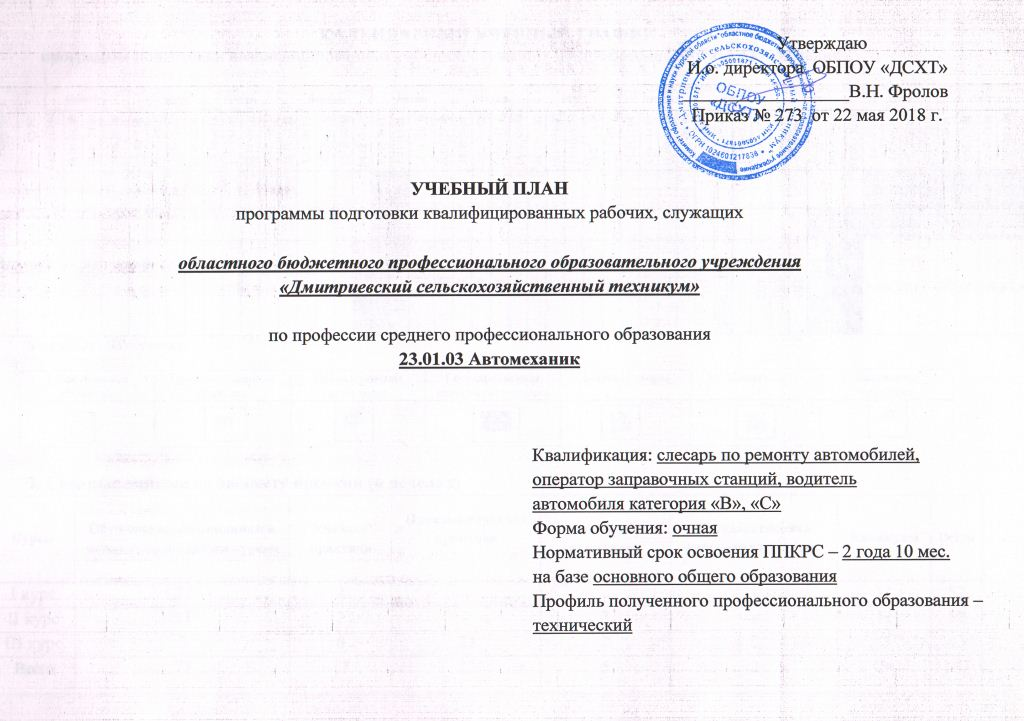 Утверждаю
И.о. директора ОБПОУ «ДСХТ»
В.Н. Фролов
Приказ № 273 от 22 мая 2018 г.
ОБПОУ
«ДСХТ»
УЧЕБНЫЙ ПЛАН
программы подготовки квалифицированных рабочих, служащих
областного бюджетного профессионального образовательного учреждения
«Дмитриевский сельскохозяйственный техникум»
по профессии среднего профессионального образования
23.01.03 Автомеханик
Квалификация: слесарь по ремонту автомобилей,
оператор заправочных станций, водитель
автомобиля категория «В», «С»
Форма обучения: очная
Нормативный срок освоения ППКРС – 2 года 10 мес.
на базе основного общего образования
Профиль полученного профессионального образования –
технический